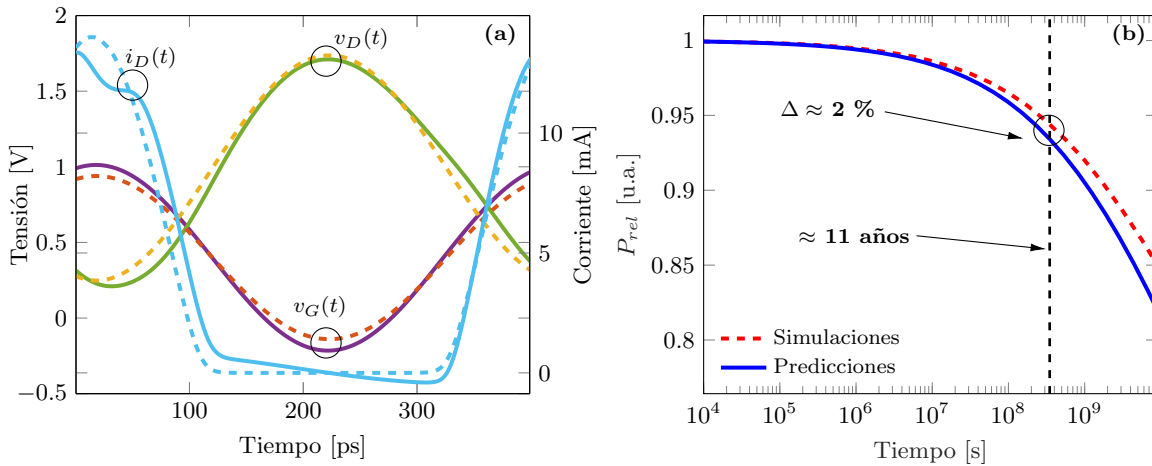 2
1.5
1
0.5
0
−0.5
Tensión [V]
100
200
300
Tiempo [ps]
10
5
0
Corriente [mA]
(a)
i_D(t)
v_D(t)
v_G(t)
1
0.95
0.9
0.85
0.8
P_rel [u.a.]
10^4
10^5
10^6
10^7
10^8
10^9
Tiempo [s]
(b)
Δ ≈ 2 %
≈ 11 años
Simulaciones
Predicciones